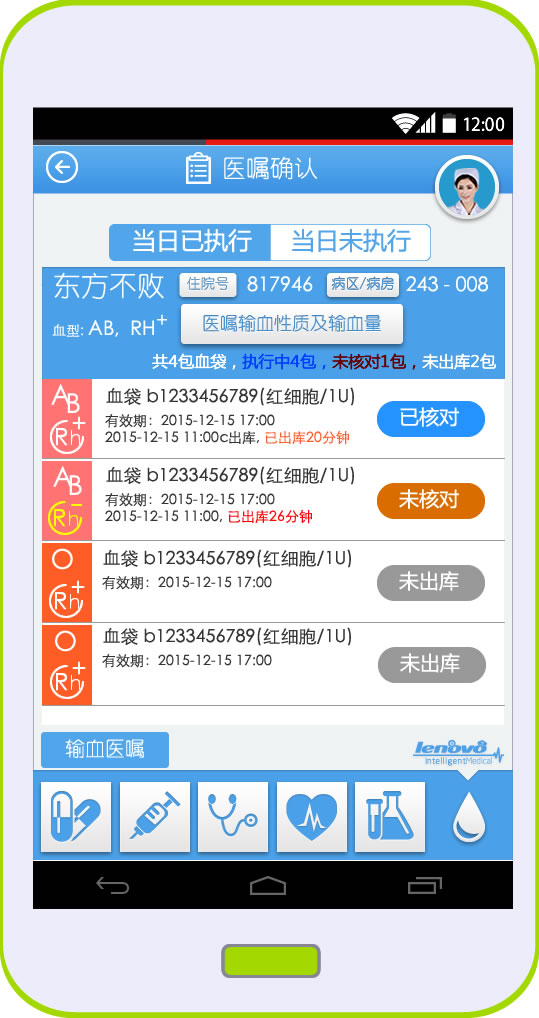 12:00
医嘱确认
当日已执行 当日未执行
东方不败 住院号 817946 病区/病房 243 - 008
血型: AB, RH+ 医嘱输血性质及输血量
共4包血袋，执行中4包，未核对1包，未出库2包
AB Rh+
血袋 b1233456789(红细胞/1U)
有效期：2015-12-15 17:00
2015-12-15 11:00c出库, 已出库20分钟
已核对
AB Rh−
血袋 b1233456789(红细胞/1U)
有效期：2015-12-15 17:00
2015-12-15 11:00, 已出库26分钟
未核对
O Rh+
血袋 b1233456789(红细胞/1U)
有效期：2015-12-15 17:00
未出库
O Rh+
血袋 b1233456789(红细胞/1U)
有效期：2015-12-15 17:00
未出库
输血医嘱
lenovo
intelligentMedical